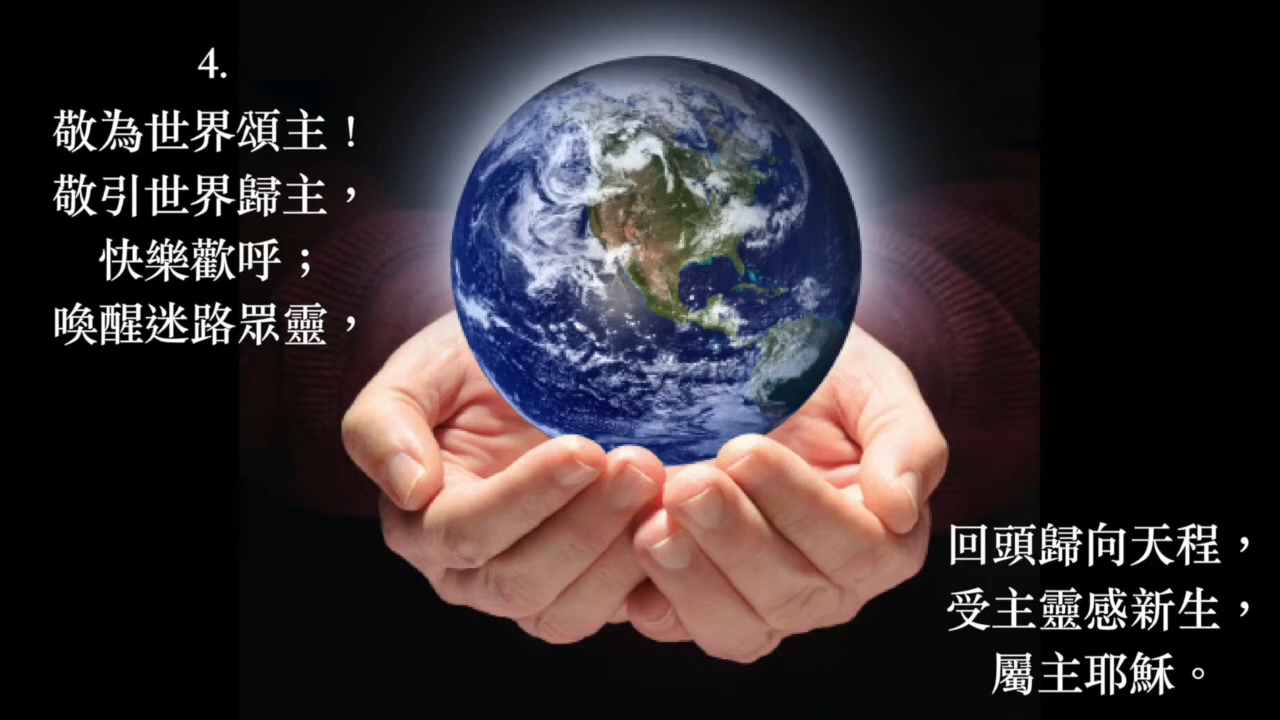 4.
敬為世界頌主！
敬引世界歸主，
快樂歡呼；
喚醒迷路眾靈，
回頭歸向天程，
受主靈感新生，
屬主耶穌。